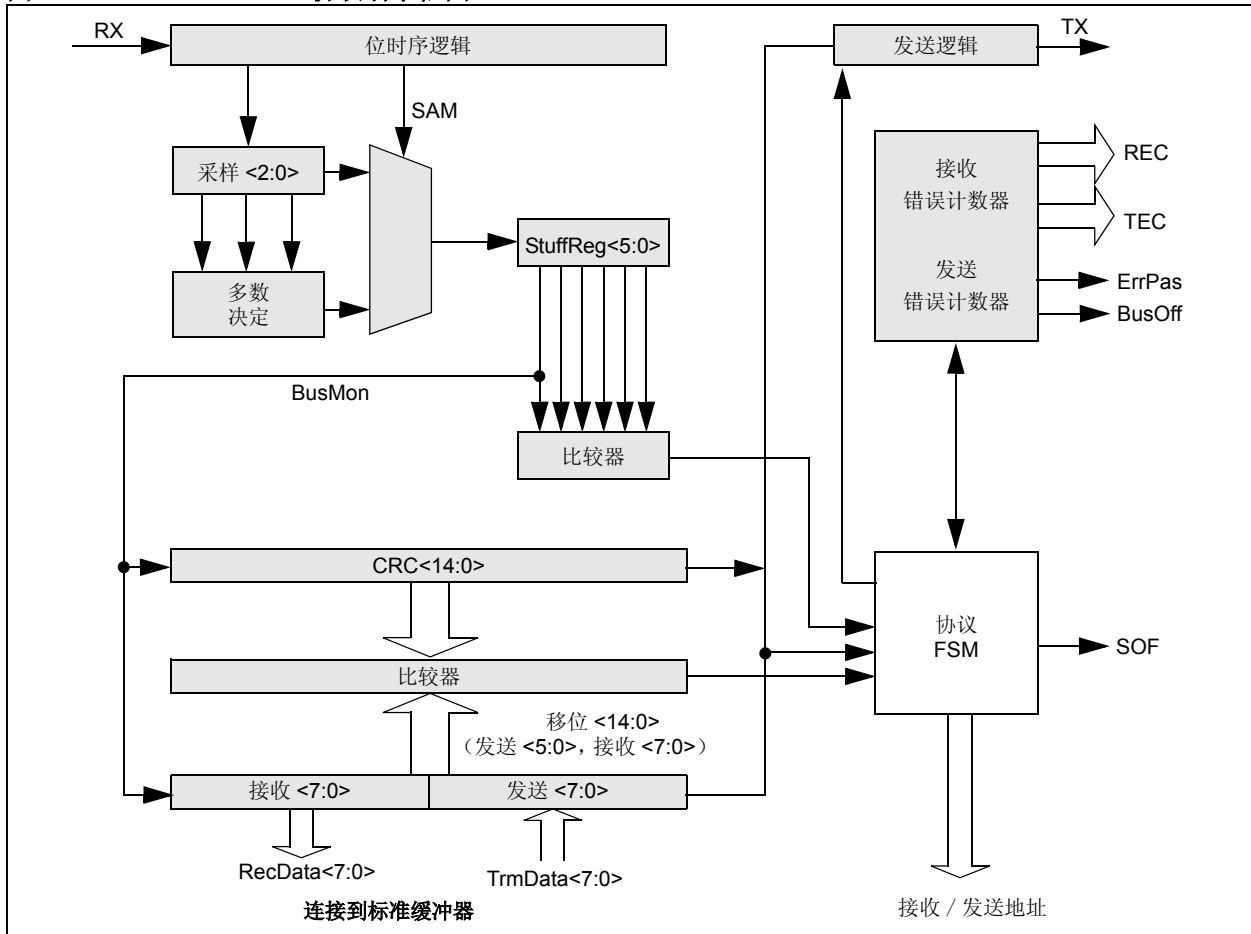 RX
位时序逻辑
发送逻辑
TX
SAM
采样 <2:0>
多数
决定
StuffReg<5:0>
接收
错误计数器
发送
错误计数器
REC
TEC
ErrPas
BusOff
BusMon
比较器
CRC<14:0>
比较器
协议
FSM
SOF
移位 <14:0>
（发送 <5:0>，接收 <7:0>）
接收 <7:0>
发送 <7:0>
RecData<7:0>
TrmData<7:0>
连接到标准缓冲器
接收 / 发送地址